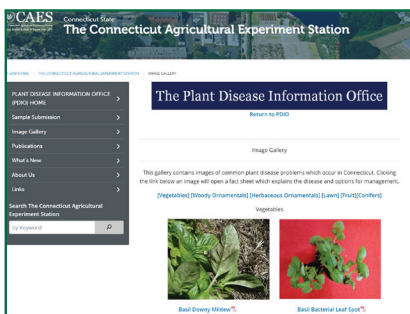 CAES
Connecticut State
The Connecticut Agricultural Experiment Station
THE CONNECTICUT AGRICULTURAL EXPERIMENT STATION
IMAGE GALLERY
PLANT DISEASE INFORMATION OFFICE
(PDIO) HOME
Sample Submission
Image Gallery
Publications
What's New
About Us
Links
Search The Connecticut Agricultural
Experiment Station
by Keyword
The Plant Disease Information Office
Return to PDIO
Image Gallery
This gallery contains images of common plant disease problems which occur in Connecticut. Clicking
the link below an image will open a fact sheet which explains the disease and options for management.
[Vegetables] [Woody Ornamentals] [Herbaceous Ornamentals] [Lawn] [Fruit][Conifers]
Vegetables
Basil Downy Mildew
Basil Bacterial Leaf Spot